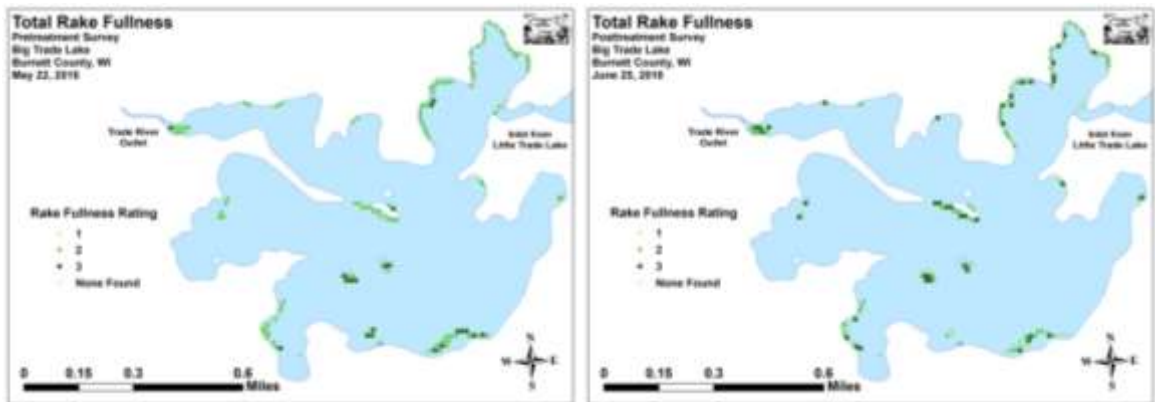 Total Rake Fullness
Pretreatment Survey
Big Trade Lake
Burnett County, WI
May 22, 2018
Trade River
Outlet
Inlet from
Little Trade Lake
Rake Fullness Rating
1
2
3
None Found
N
W E
S
0 0.15 0.3 0.6
Miles
Total Rake Fullness
Posttreatment Survey
Big Trade Lake
Burnett County, WI
June 25, 2018
Trade River
Outlet
Inlet from
Little Trade Lake
Rake Fullness Rating
1
2
3
None Found
N
W E
S
0 0.15 0.3 0.6
Miles